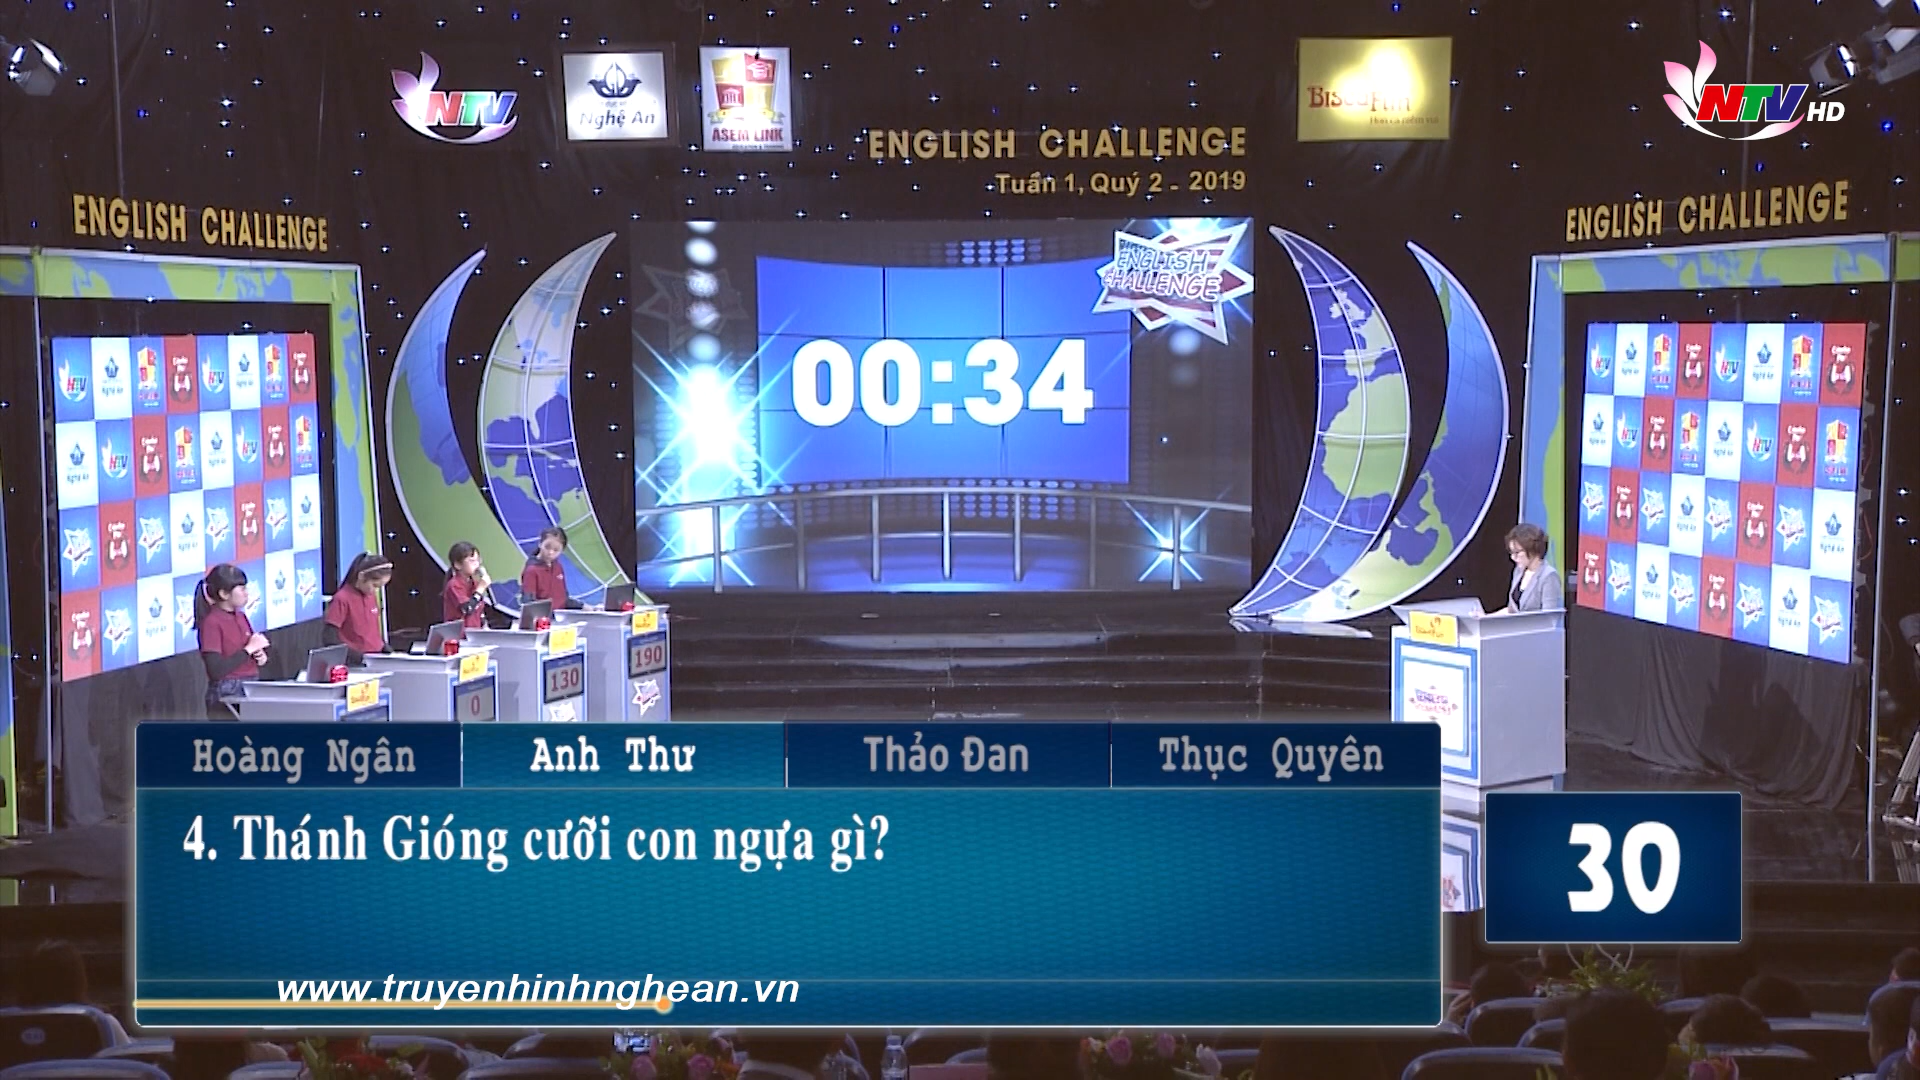 NTV
Nghệ An
ASEM LINK
NTV HD
ENGLISH CHALLENGE
Tuần 1, Quý 2 - 2019
ENGLISH CHALLENGE
ENGLISH CHALLENGE
ENGLISH
CHALLENGE
00:34
190
130
0
Hoàng Ngân
Anh Thư
Thảo Đan
Thục Quyên
4. Thánh Gióng cưỡi con ngựa gì?
30
www.truyenhinhnghean.vn